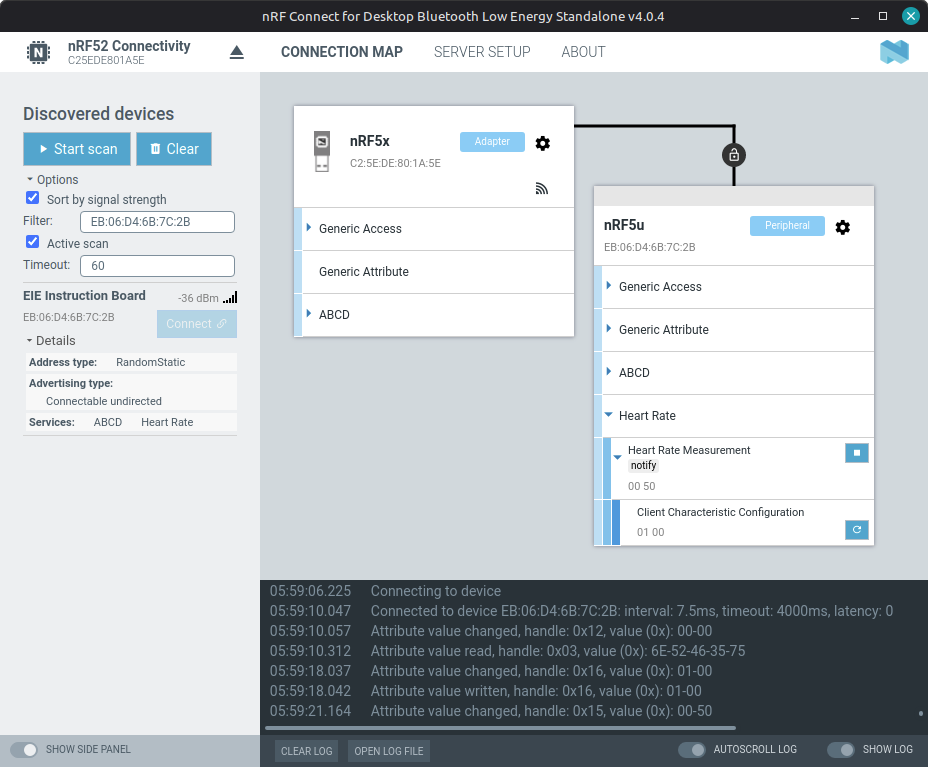 nRF Connect for Desktop Bluetooth Low Energy Standalone v4.0.4
N
nRF52 Connectivity
C25EDE801A5E
CONNECTION MAP
SERVER SETUP
ABOUT
Discovered devices
Start scan
Clear
Options
Sort by signal strength
Filter: EB:06:D4:6B:7C:2B
Active scan
Timeout: 60
EIE Instruction Board
-36 dBm
EB:06:D4:6B:7C:2B
Connect
Details
Address type: RandomStatic
Advertising type:
Connectable undirected
Services: ABCD Heart Rate
nRF5x
Adapter
C2:5E:DE:80:1A:5E
Generic Access
Generic Attribute
ABCD
nRF5u
Peripheral
EB:06:D4:6B:7C:2B
Generic Access
Generic Attribute
ABCD
Heart Rate
Heart Rate Measurement
notify
00 50
Client Characteristic Configuration
01 00
05:59:06.225 Connecting to device
05:59:10.047 Connected to device EB:06:D4:6B:7C:2B: interval: 7.5ms, timeout: 4000ms, latency: 0
05:59:10.057 Attribute value changed, handle: 0x12, value (0x): 00-00
05:59:10.312 Attribute value read, handle: 0x03, value (0x): 6E-52-46-35-75
05:59:18.037 Attribute value changed, handle: 0x16, value (0x): 01-00
05:59:18.042 Attribute value written, handle: 0x16, value (0x): 01-00
05:59:21.164 Attribute value changed, handle: 0x15, value (0x): 00-50
SHOW SIDE PANEL
CLEAR LOG
OPEN LOG FILE
AUTOSCROLL LOG
SHOW LOG